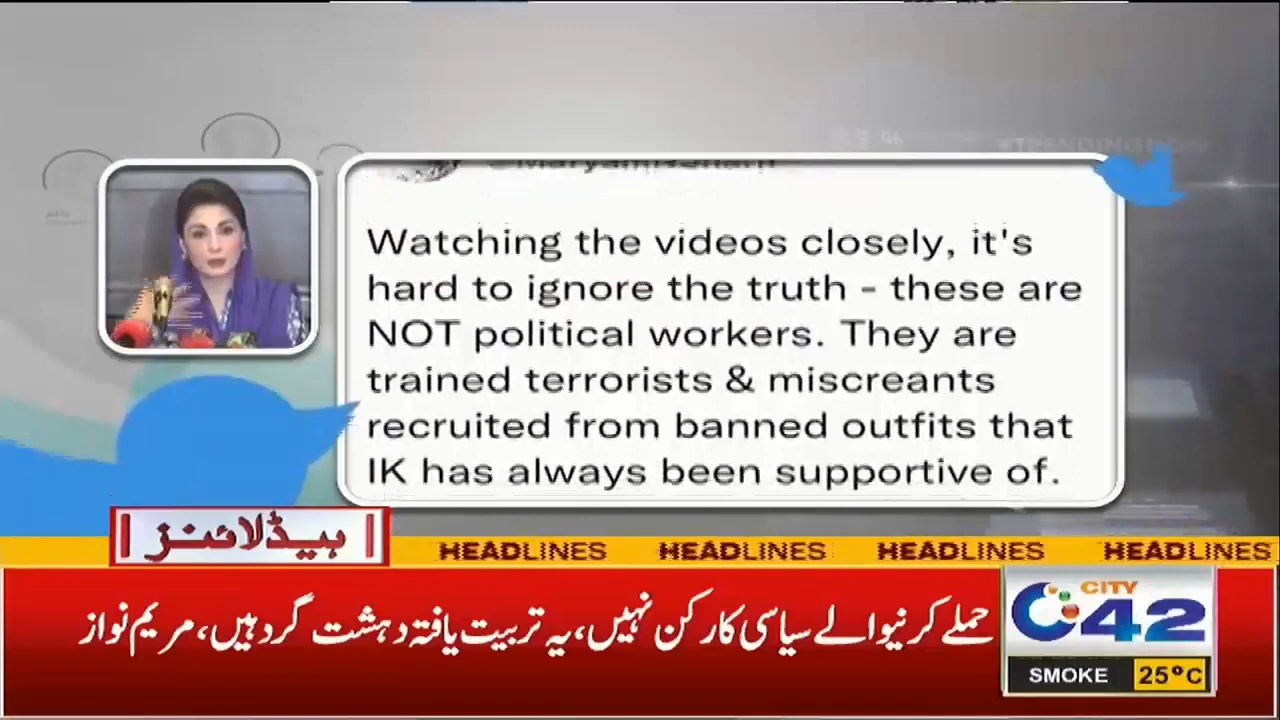 Watching the videos closely, it's
hard to ignore the truth - these are
NOT political workers. They are
trained terrorists & miscreants
recruited from banned outfits that
IK has always been supportive of.
ہیڈلائنز
HEADLINES HEADLINES HEADLINES HEADLINES
حملے کرنیوالے سیاسی کارکن نہیں، یہ تربیت یافتہ دہشت گرد ہیں، مریم نواز
CITY
42
SMOKE 25°C